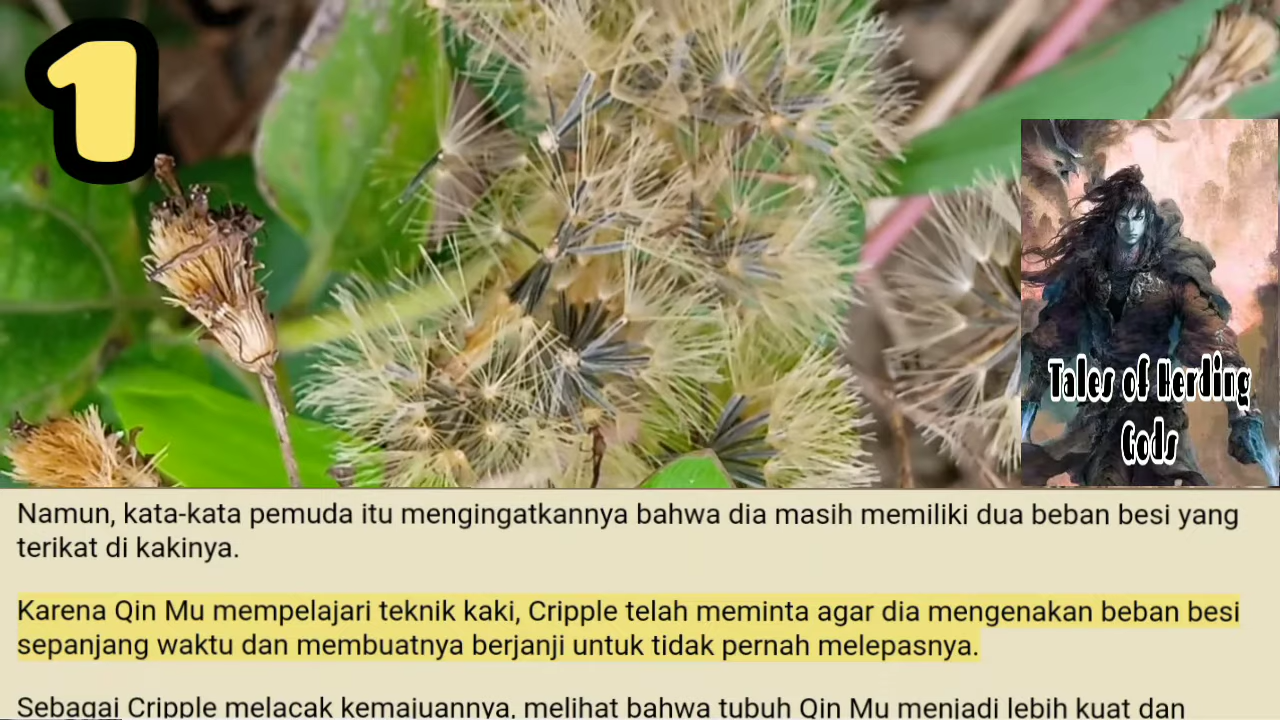 1
Tales of Herding
Gods
Namun, kata-kata pemuda itu mengingatkannya bahwa dia masih memiliki dua beban besi yang
terikat di kakinya.
Karena Qin Mu mempelajari teknik kaki, Cripple telah meminta agar dia mengenakan beban besi
sepanjang waktu dan membuatnya berjanji untuk tidak pernah melepasnya.
Sebagai Cripple melacak kemajuannya, melihat bahwa tubuh Qin Mu menjadi lebih kuat dan